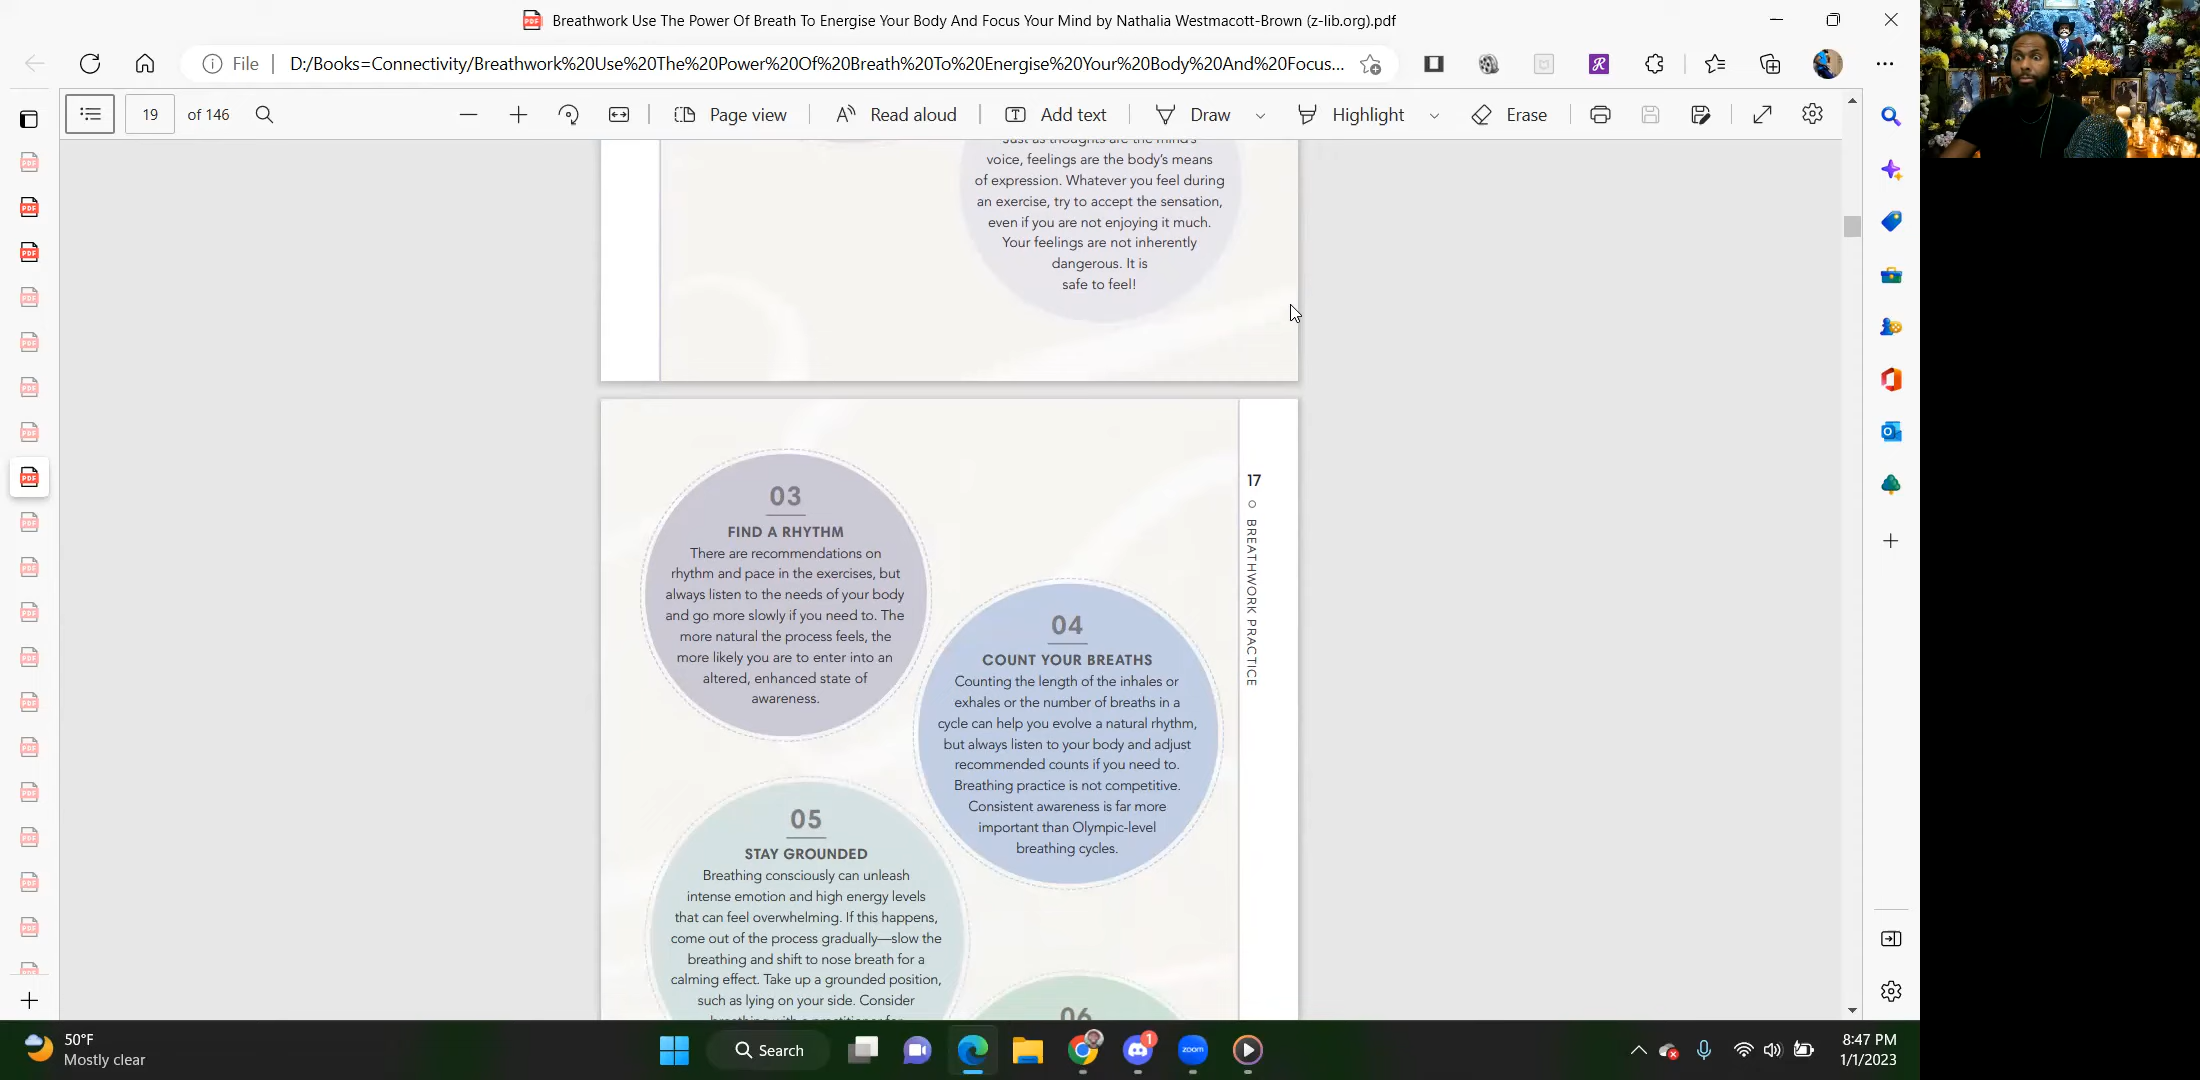 Breathwork Use The Power Of Breath To Energise Your Body And Focus Your Mind by Nathalia Westmacott-Brown (z-lib.org).pdf
File
D:/Books=Connectivity/Breathwork%20Use%20The%20Power%20Of%20Breath%20To%20Energise%20Your%20Body%20And%20Focus...
19 of 146
Page view
Read aloud
Add text
Draw
Highlight
Erase
Just as thoughts are the mind's
voice, feelings are the body's means
of expression. Whatever you feel during
an exercise, try to accept the sensation,
even if you are not enjoying it much.
Your feelings are not inherently
dangerous. It is
safe to feel!
17
BREATHWORK PRACTICE
03
FIND A RHYTHM
There are recommendations on
rhythm and pace in the exercises, but
always listen to the needs of your body
and go more slowly if you need to. The
more natural the process feels, the
more likely you are to enter into an
altered, enhanced state of
awareness.
04
COUNT YOUR BREATHS
Counting the length of the inhales or
exhales or the number of breaths in a
cycle can help you evolve a natural rhythm,
but always listen to your body and adjust
recommended counts if you need to.
Breathing practice is not competitive.
Consistent awareness is far more
important than Olympic-level
breathing cycles.
05
STAY GROUNDED
Breathing consciously can unleash
intense emotion and high energy levels
that can feel overwhelming. If this happens,
come out of the process gradually—slow the
breathing and shift to nose breath for a
calming effect. Take up a grounded position,
such as lying on your side. Consider
breathing with a practitioner for
06
50°F
Mostly clear
Search
zoom
1
8:47 PM
1/1/2023